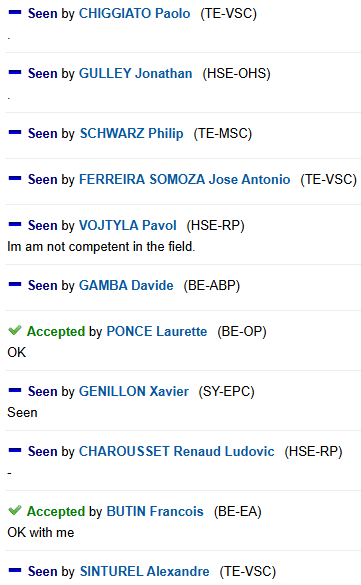 Seen by CHIGGIATO Paolo (TE-VSC)
.
Seen by GULLEY Jonathan (HSE-OHS)
.
Seen by SCHWARZ Philip (TE-MSC)
Seen by FERREIRA SOMOZA Jose Antonio (TE-VSC)
Seen by VOJTYLA Pavol (HSE-RP)
Im am not competent in the field.
Seen by GAMBA Davide (BE-ABP)
Accepted by PONCE Laurette (BE-OP)
OK
Seen by GENILLON Xavier (SY-EPC)
Seen
Seen by CHAROUSSET Renaud Ludovic (HSE-RP)
-
Accepted by BUTIN Francois (BE-EA)
OK with me
Seen by SINTUREL Alexandre (TE-VSC)